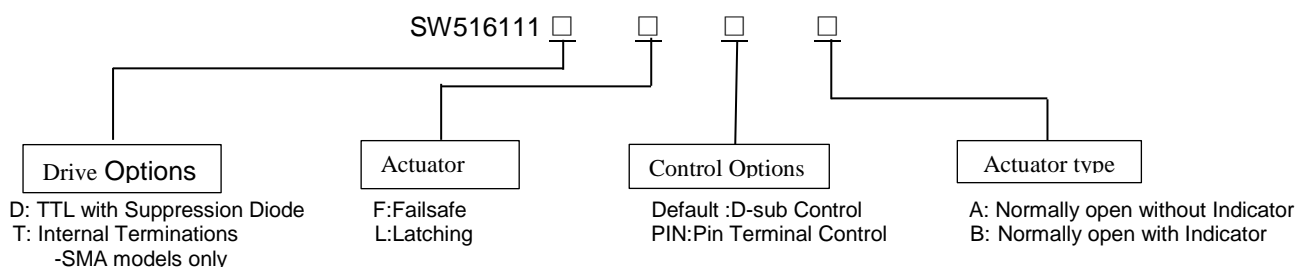 SW516111 □ □ □ □
Drive Options
Actuator
Control Options
Actuator type
D: TTL with Suppression Diode
T: Internal Terminations
-SMA models only
F:Failsafe
L:Latching
Default :D-sub Control
PIN:Pin Terminal Control
A: Normally open without Indicator
B: Normally open with Indicator